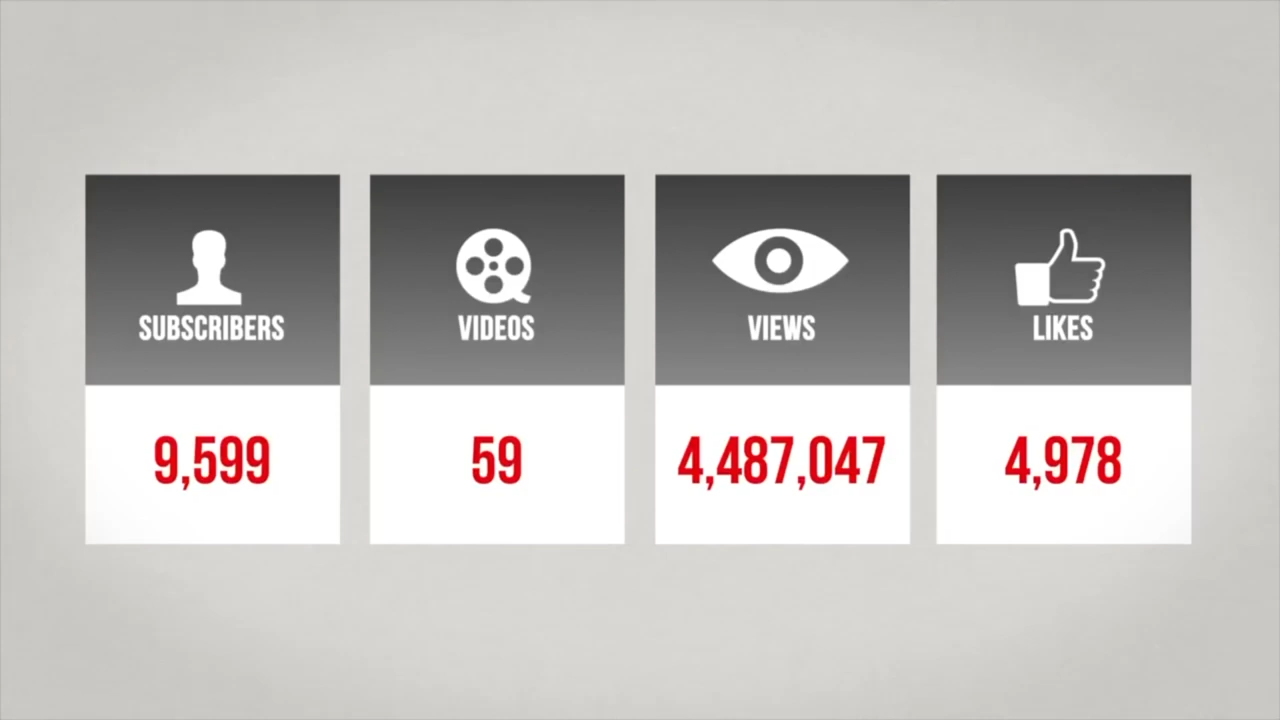 SUBSCRIBERS
VIDEOS
VIEWS
LIKES
9,599
59
4,487,047
4,978